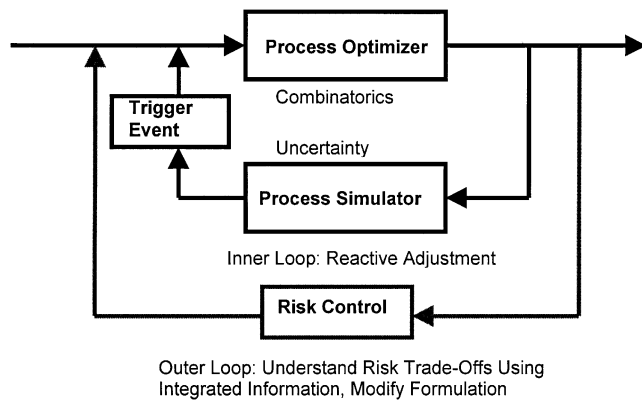 Process Optimizer
Combinatorics
Trigger
Event
Uncertainty
Process Simulator
Inner Loop: Reactive Adjustment
Risk Control
Outer Loop: Understand Risk Trade-Offs Using
Integrated Information, Modify Formulation